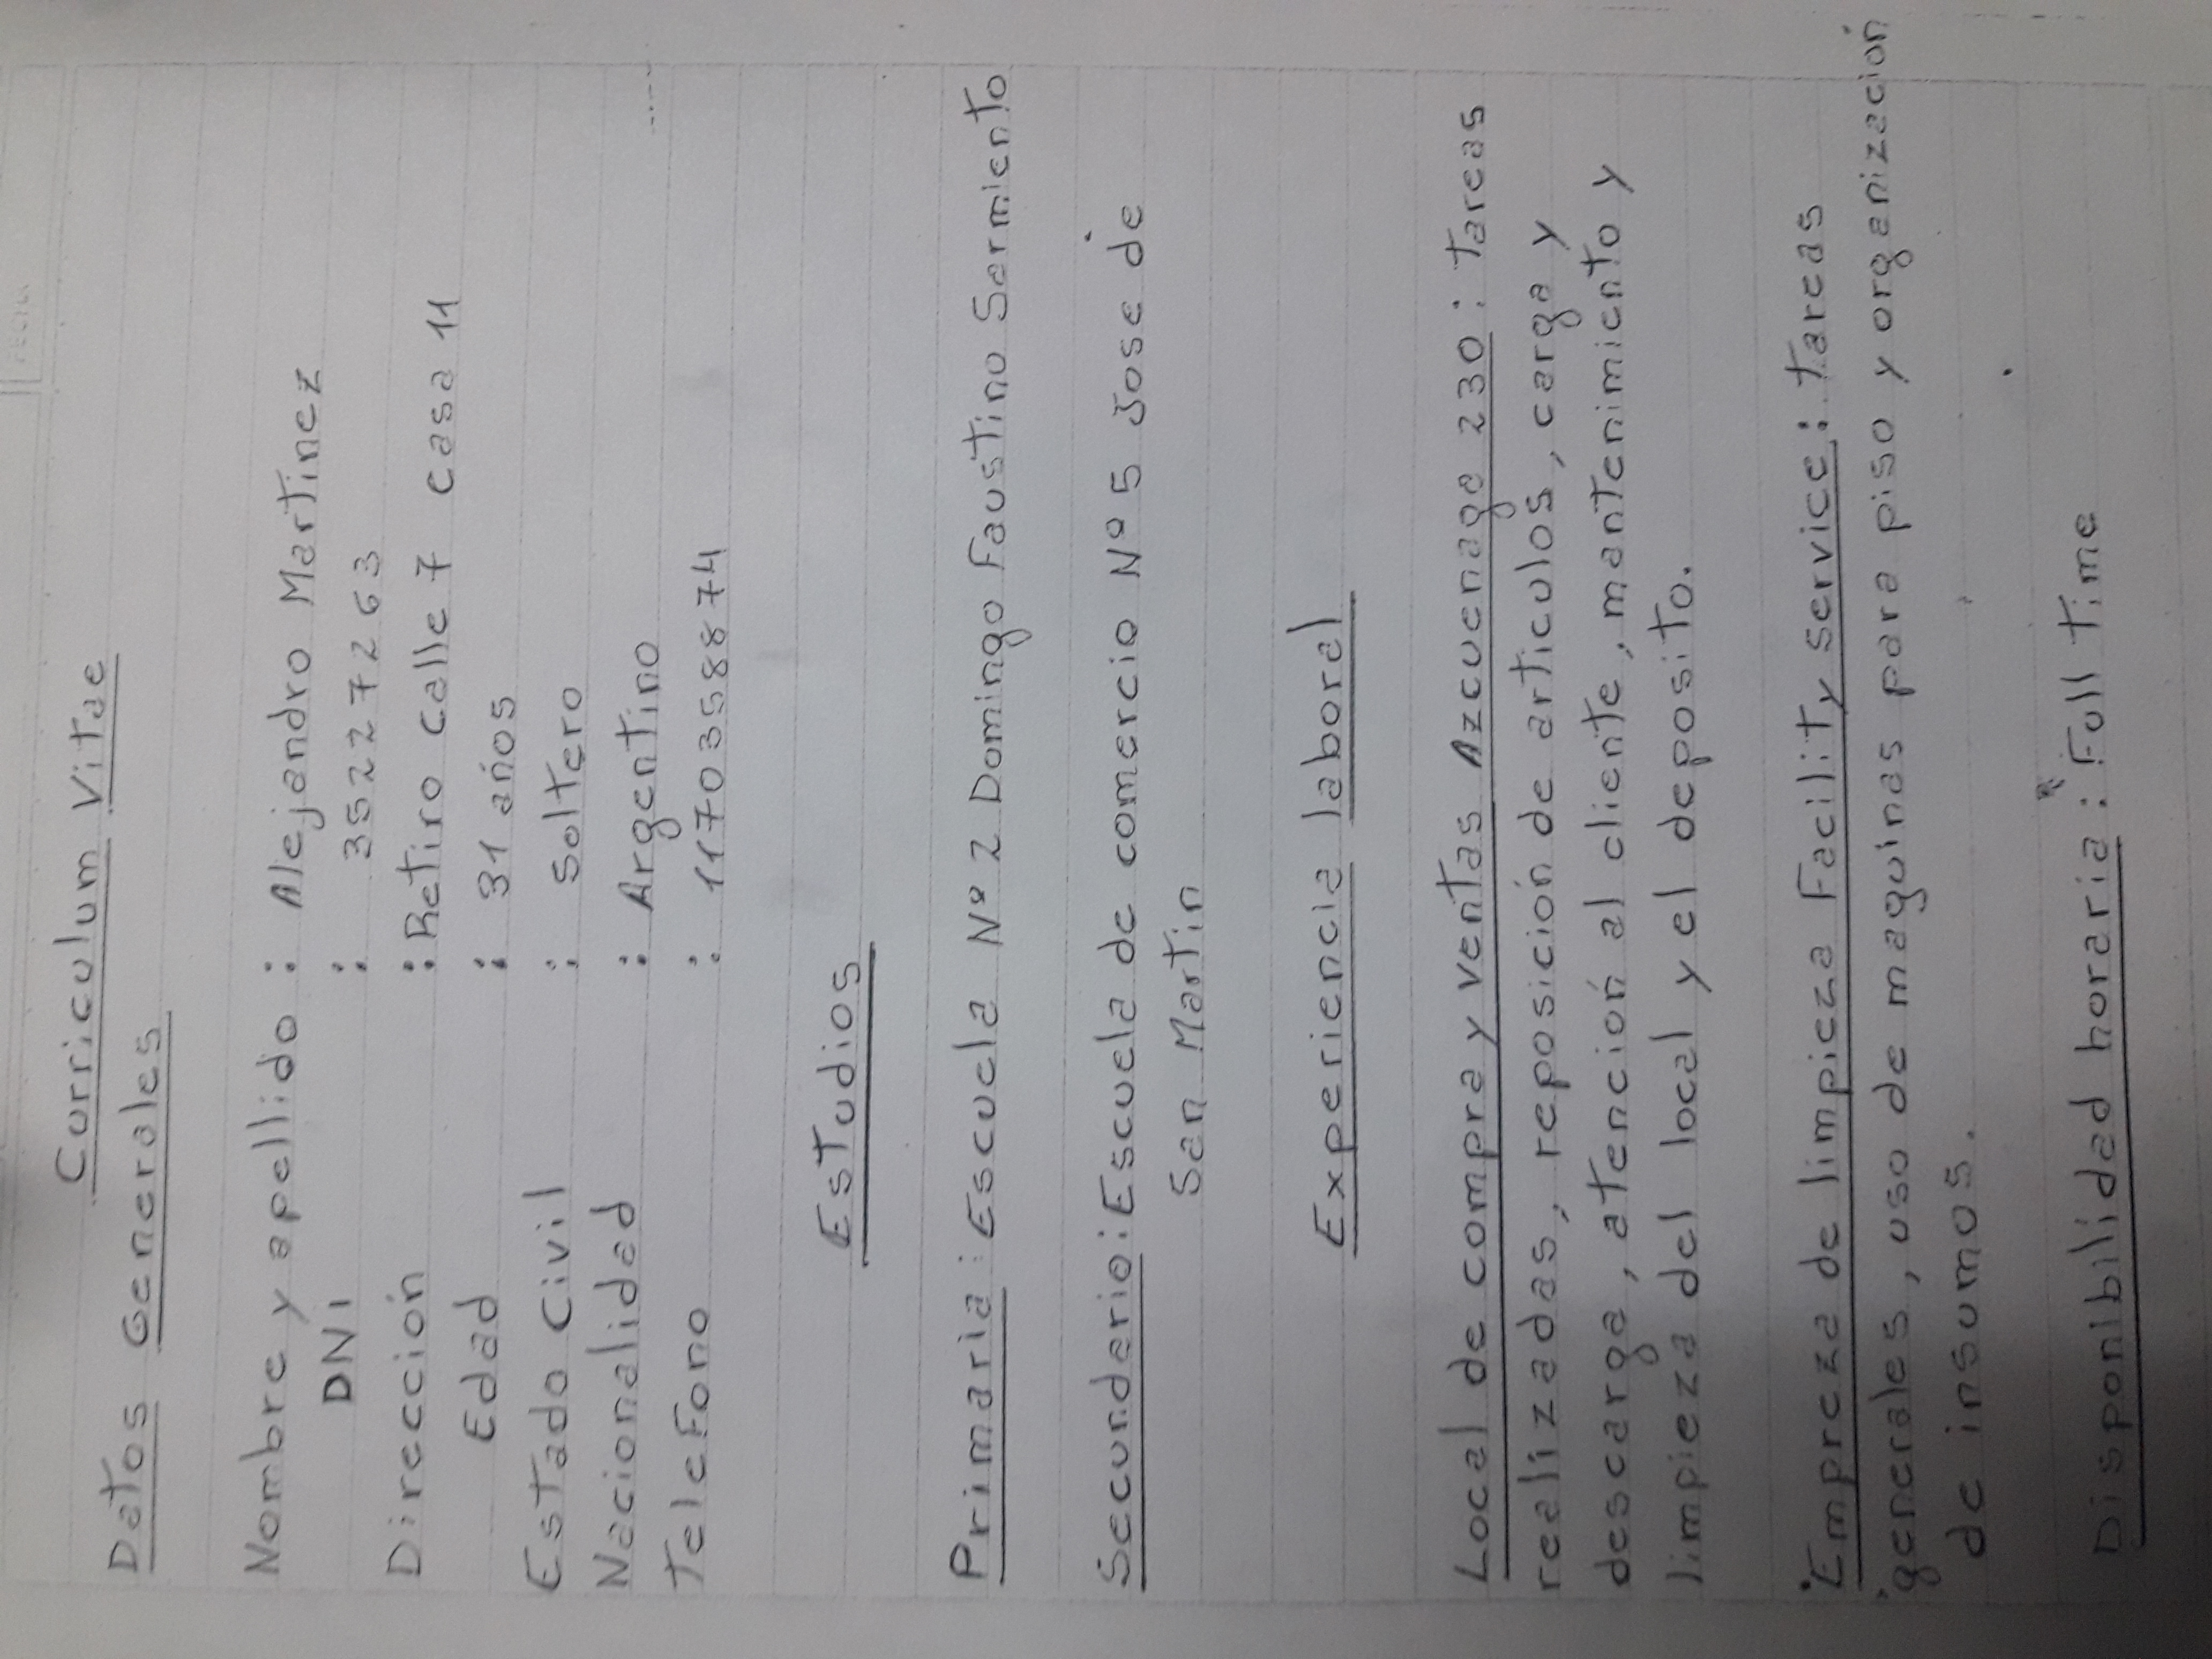 Curriculum Vitae
Datos Generales
Nombre y apellido : Alejandro Martinez
DNI : 35227263
Dirección : Retiro calle 7 casa 11
Edad : 31 años
Estado Civil : Soltero
Nacionalidad : Argentino
Telefono : 1170358874
Estudios
Primaria : Escuela Nº 2 Domingo Faustino Sarmiento
Secundario : Escuela de comercio Nº 5 Jose de
San Martin
Experiencia laboral
Local de compra y ventas Azcuenaga 230 : tareas
realizadas, reposición de articulos, carga y
descarga, atención al cliente, mantenimiento y
limpieza del local y el deposito.
Empreza de limpieza Facility service : tareas
generales, uso de maquinas para piso y organización
de insumos.
Disponibilidad horaria : Full Time